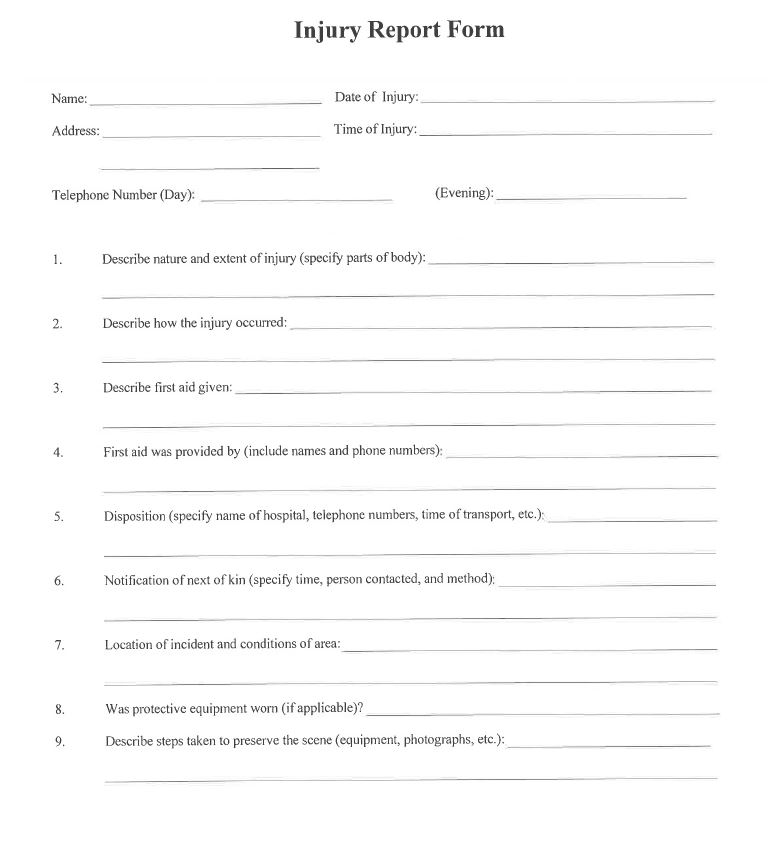 Injury Report Form
Name: Date of Injury:
Address: Time of Injury:
Telephone Number (Day): (Evening):
1. Describe nature and extent of injury (specify parts of body):
2. Describe how the injury occurred:
3. Describe first aid given:
4. First aid was provided by (include names and phone numbers):
5. Disposition (specify name of hospital, telephone numbers, time of transport, etc.):
6. Notification of next of kin (specify time, person contacted, and method):
7. Location of incident and conditions of area:
8. Was protective equipment worn (if applicable)?
9. Describe steps taken to preserve the scene (equipment, photographs, etc.):